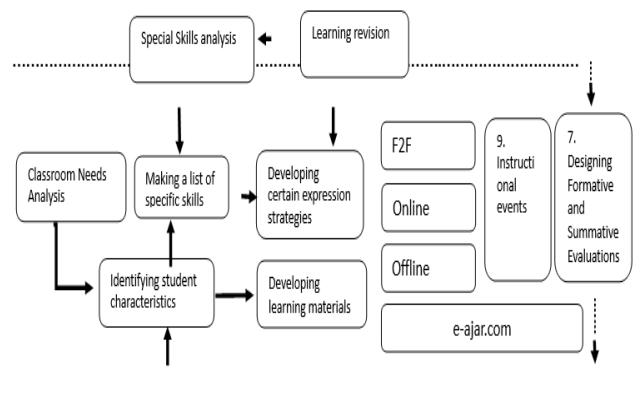 Special Skills analysis
Learning revision
Classroom Needs
Analysis
Making a list of
specific skills
Developing
certain expression
strategies
F2F
Online
Offline
9.
Instructi
onal
events
7.
Designing
Formative
and
Summative
Evaluations
Identifying student
characteristics
Developing
learning materials
e-ajar.com